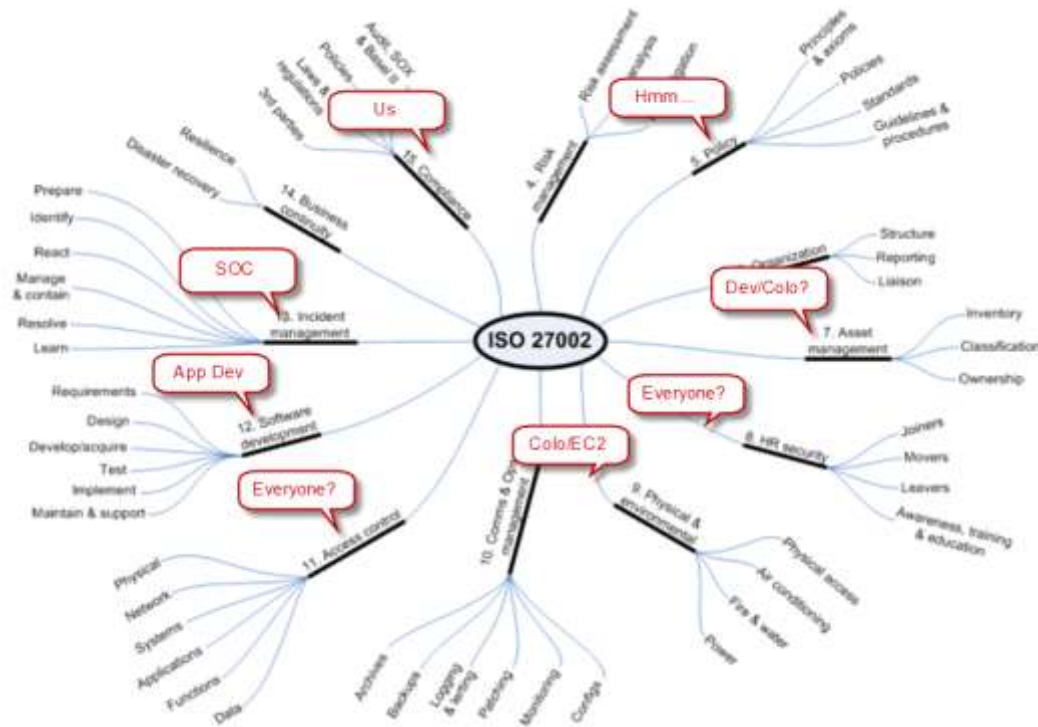 ISO 27002
4. Risk
management
Risk assessment
analysis
Hmm ...
5. Policy
Principles
& axioms
Policies
Standards
Guidelines &
procedures
Organization
Structure
Reporting
Liaison
Dev/Colo?
7. Asset
management
Inventory
Classification
Ownership
Everyone?
8. HR security
Joiners
Movers
Leavers
Awareness, training
& education
9. Physical &
environmental
Physical access
Air conditioning
Fire & water
Power
Colo/EC2
10. Comms & Op
management
Configs
Monitoring
Patching
Logging
& lerting
Backups
Archives
Everyone?
11. Access control
Physical
Network
Systems
Applications
Functions
Data
App Dev
12. Software
development
Requirements
Design
Develop/acquire
Test
Implement
Maintain & support
SOC
13. Incident
management
Prepare
Identify
React
Manage
& contain
Resolve
Learn
14. Business
continuity
Resilience
Disaster recovery
Us
15. Compliance
Audit, SOX
& Basel II
Policies
Laws &
regulations
3rd parties